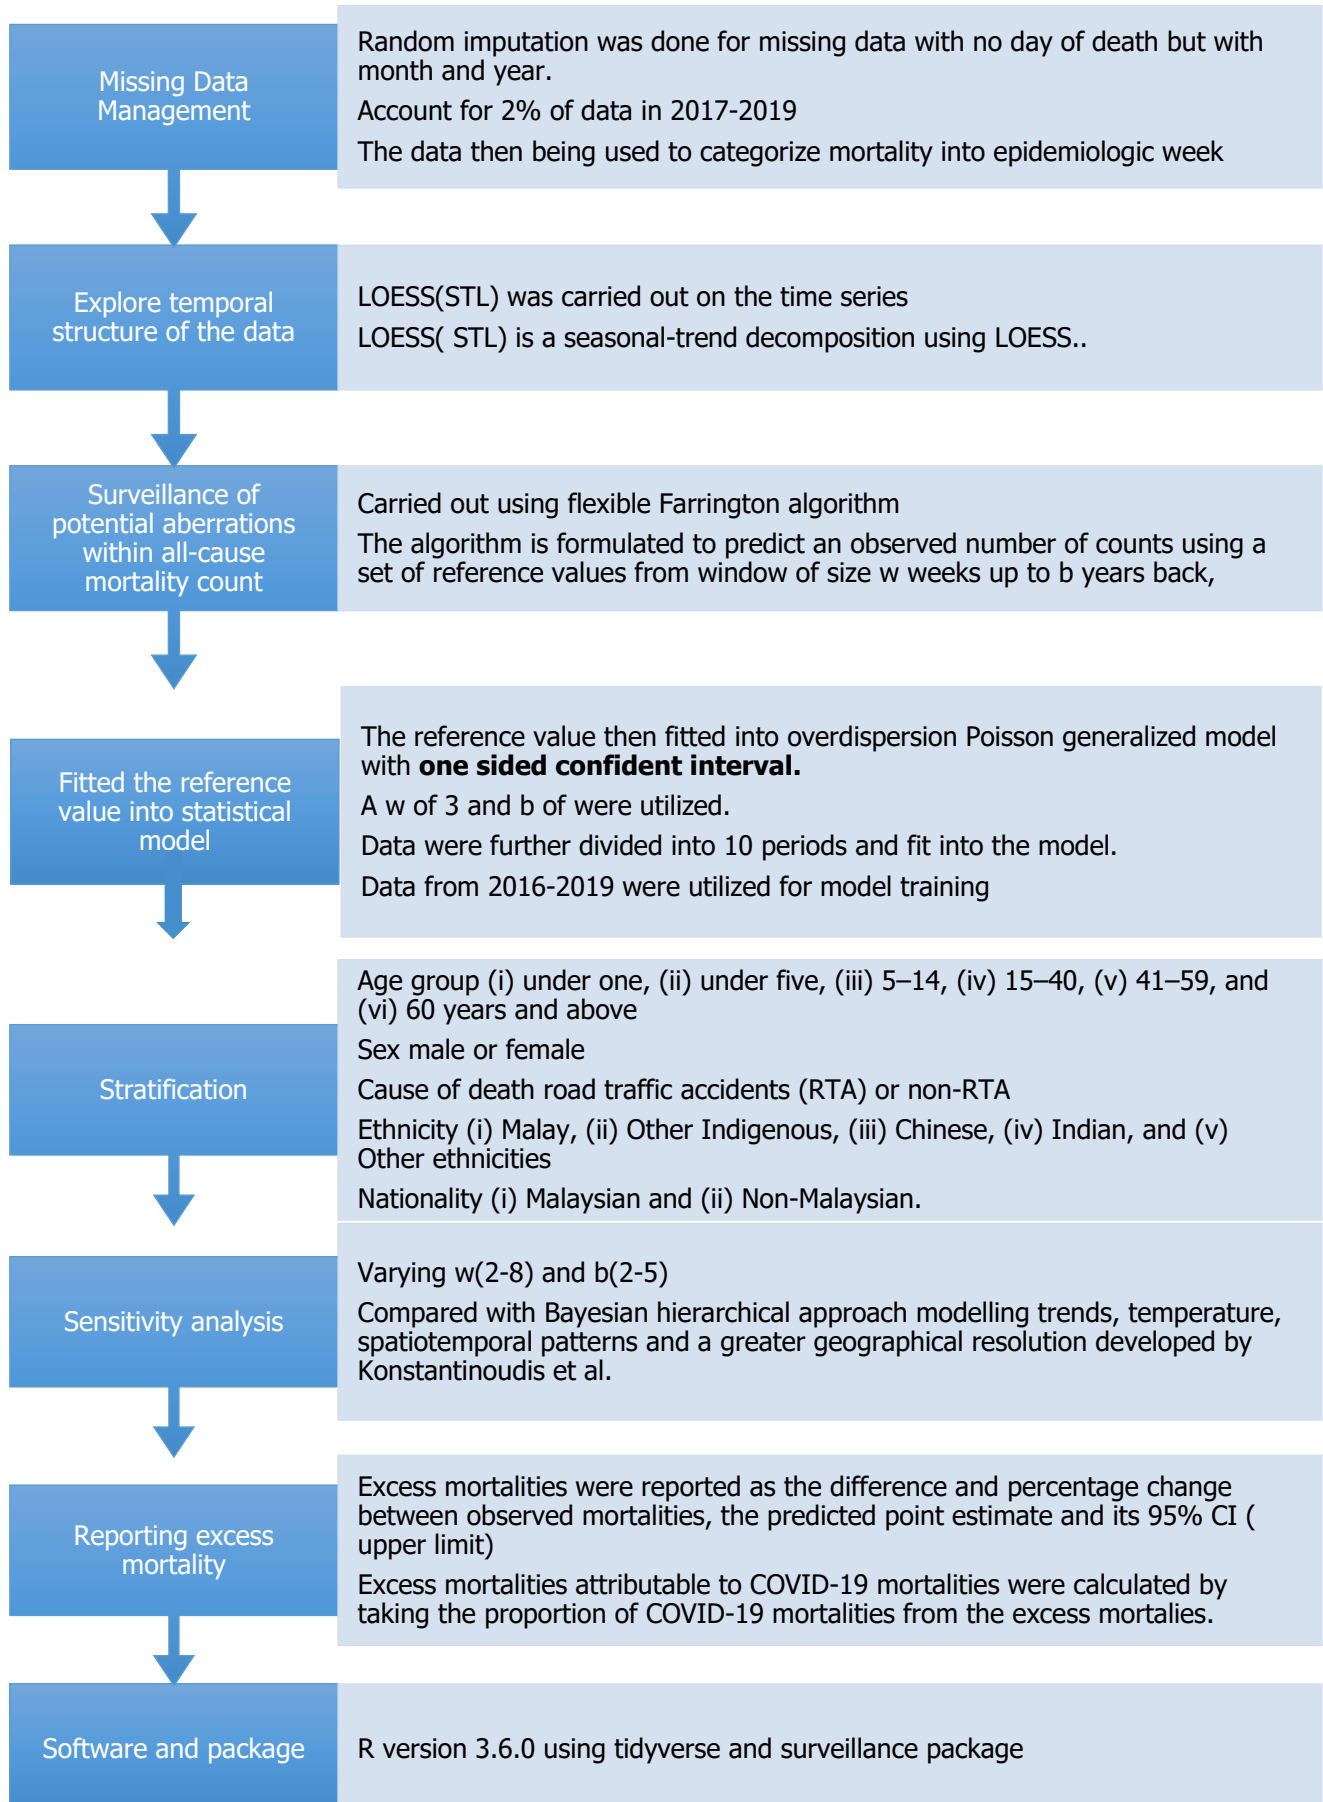 Missing Data
Management
Random imputation was done for missing data with no day of death but with
month and year.
Account for 2% of data in 2017-2019
The data then being used to categorize mortality into epidemiologic week
Explore temporal
structure of the data
LOESS(STL) was carried out on the time series
LOESS( STL) is a seasonal-trend decomposition using LOESS..
Surveillance of
potential aberrations
within all-cause
mortality count
Carried out using flexible Farrington algorithm
The algorithm is formulated to predict an observed number of counts using a
set of reference values from window of size w weeks up to b years back,
Fitted the reference
value into statistical
model
The reference value then fitted into overdispersion Poisson generalized model
with one sided confident interval.
A w of 3 and b of were utilized.
Data were further divided into 10 periods and fit into the model.
Data from 2016-2019 were utilized for model training
Stratification
Age group (i) under one, (ii) under five, (iii) 5–14, (iv) 15–40, (v) 41–59, and
(vi) 60 years and above
Sex male or female
Cause of death road traffic accidents (RTA) or non-RTA
Ethnicity (i) Malay, (ii) Other Indigenous, (iii) Chinese, (iv) Indian, and (v)
Other ethnicities
Nationality (i) Malaysian and (ii) Non-Malaysian.
Sensitivity analysis
Varying w(2-8) and b(2-5)
Compared with Bayesian hierarchical approach modelling trends, temperature,
spatiotemporal patterns and a greater geographical resolution developed by
Konstantinoudis et al.
Reporting excess
mortality
Excess mortalities were reported as the difference and percentage change
between observed mortalities, the predicted point estimate and its 95% CI (
upper limit)
Excess mortalities attributable to COVID-19 mortalities were calculated by
taking the proportion of COVID-19 mortalities from the excess mortalies.
Software and package
R version 3.6.0 using tidyverse and surveillance package